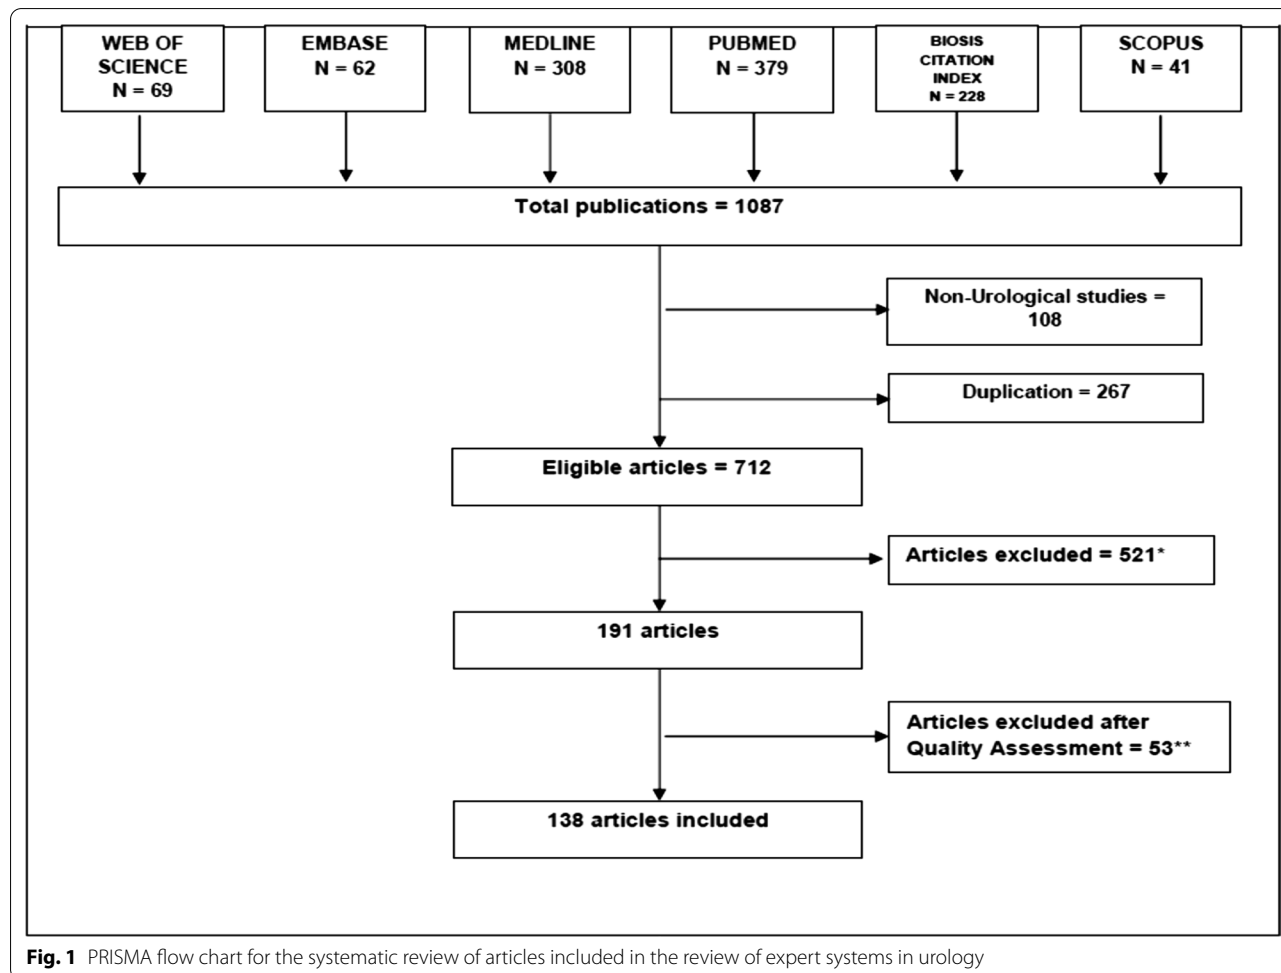 WEB OF
SCIENCE
N = 69
EMBASE
N = 62
MEDLINE
N = 308
PUBMED
N = 379
BIOSIS
CITATION
INDEX
N = 228
SCOPUS
N = 41
Total publications = 1087
Non-Urological studies =
108
Duplication = 267
Eligible articles = 712
Articles excluded = 521*
191 articles
Articles excluded after
Quality Assessment = 53**
138 articles included
Fig. 1 PRISMA flow chart for the systematic review of articles included in the review of expert systems in urology